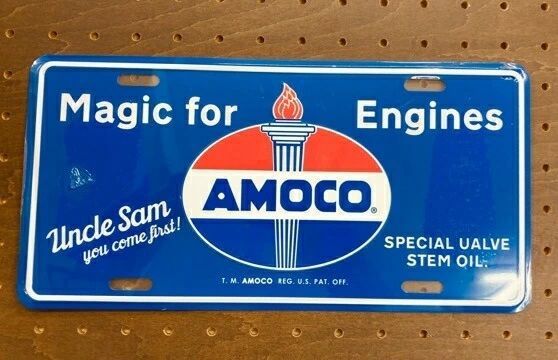 Magic for Engines
AMOCO®
Uncle Sam
you come first!
SPECIAL UALVE
STEM OIL.
T. M. AMOCO REG. U.S. PAT. OFF.